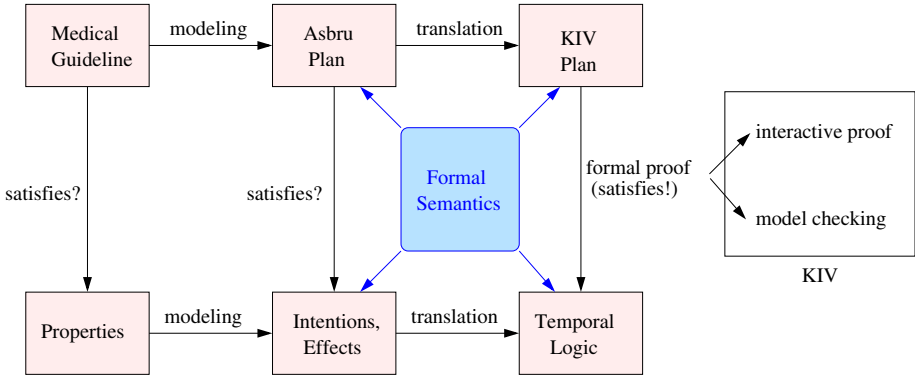 Medical
Guideline
modeling
Asbru
Plan
translation
KIV
Plan
satisfies?
satisfies?
Formal
Semantics
formal proof
(satisfies!)
interactive proof
model checking
KIV
Properties
modeling
Intentions,
Effects
translation
Temporal
Logic